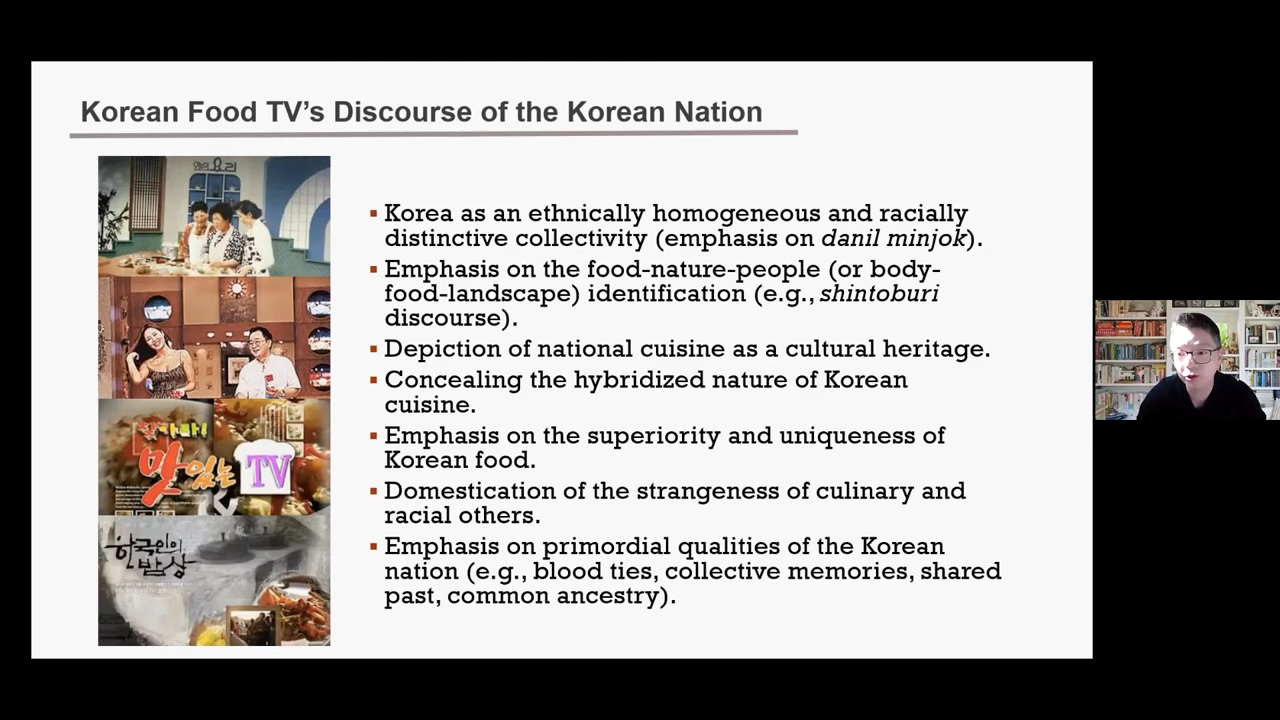 Korean Food TV’s Discourse of the Korean Nation
요리
▪ Korea as an ethnically homogeneous and racially
distinctive collectivity (emphasis on danil minjok).
▪ Emphasis on the food-nature-people (or body-
food-landscape) identification (e.g., shintoburi
discourse).
▪ Depiction of national cuisine as a cultural heritage.
▪ Concealing the hybridized nature of Korean
cuisine.
▪ Emphasis on the superiority and uniqueness of
Korean food.
▪ Domestication of the strangeness of culinary and
racial others.
▪ Emphasis on primordial qualities of the Korean
nation (e.g., blood ties, collective memories, shared
past, common ancestry).
맛있는 TV
한국인의
밥상